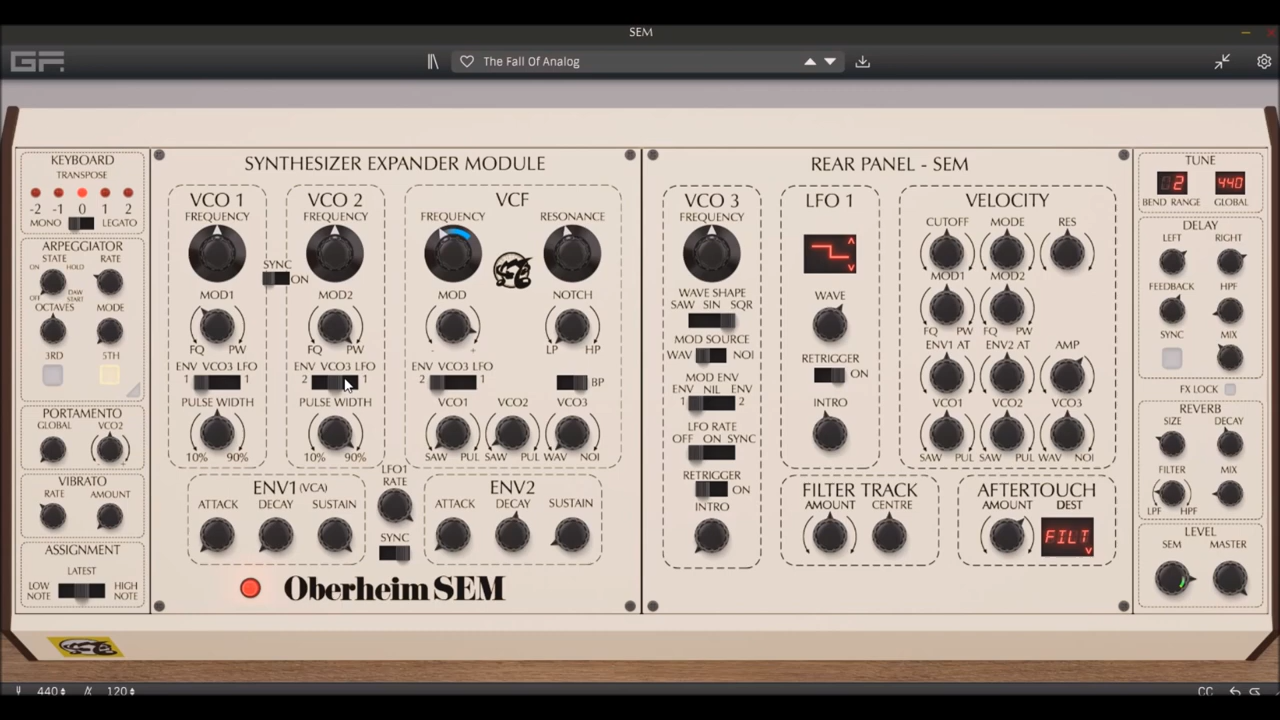 SEM
GF.
The Fall Of Analog
KEYBOARD
TRANSPOSE
-2 -1 0 1 2
MONO LEGATO
ARPEGGIATOR
STATE RATE
ON HOLD
OFF DAW START
OCTAVES MODE
3RD 5TH
PORTAMENTO
GLOBAL VCO2
- +
VIBRATO
RATE AMOUNT
ASSIGNMENT
LATEST
LOW NOTE HIGH NOTE
SYNTHESIZER EXPANDER MODULE
VCO 1
FREQUENCY
MOD1
FQ PW
ENV VCO3 LFO
1 1
PULSE WIDTH
10% 90%
SYNC
ON
VCO 2
FREQUENCY
MOD2
FQ PW
ENV VCO3 LFO
2 1
PULSE WIDTH
10% 90%
VCF
FREQUENCY RESONANCE
MOD NOTCH
- + LP HP
ENV VCO3 LFO
2 1 BP
VCO1 VCO2 VCO3
SAW PUL SAW PUL WAV NOI
ENV1 (VCA)
ATTACK DECAY SUSTAIN
LFO1
RATE
SYNC
ENV2
ATTACK DECAY SUSTAIN
Oberheim SEM
REAR PANEL - SEM
VCO 3
FREQUENCY
WAVE SHAPE
SAW SIN SQR
MOD SOURCE
WAV NOI
MOD ENV
ENV NIL ENV
1 2
LFO RATE
OFF ON SYNC
RETRIGGER
ON
INTRO
LFO 1
WAVE
RETRIGGER
ON
INTRO
VELOCITY
CUTOFF MODE RES
MOD1 MOD2
FQ PW FQ PW
ENV1 AT ENV2 AT AMP
VCO1 VCO2 VCO3
SAW PUL SAW PUL WAV NOI
FILTER TRACK
AMOUNT CENTRE
AFTERTOUCH
AMOUNT DEST
FILT
TUNE
2 440
BEND RANGE GLOBAL
DELAY
LEFT RIGHT
FEEDBACK HPF
SYNC MIX
FX LOCK
REVERB
SIZE DECAY
FILTER MIX
LPF HPF
LEVEL
SEM MASTER
440 120
CC